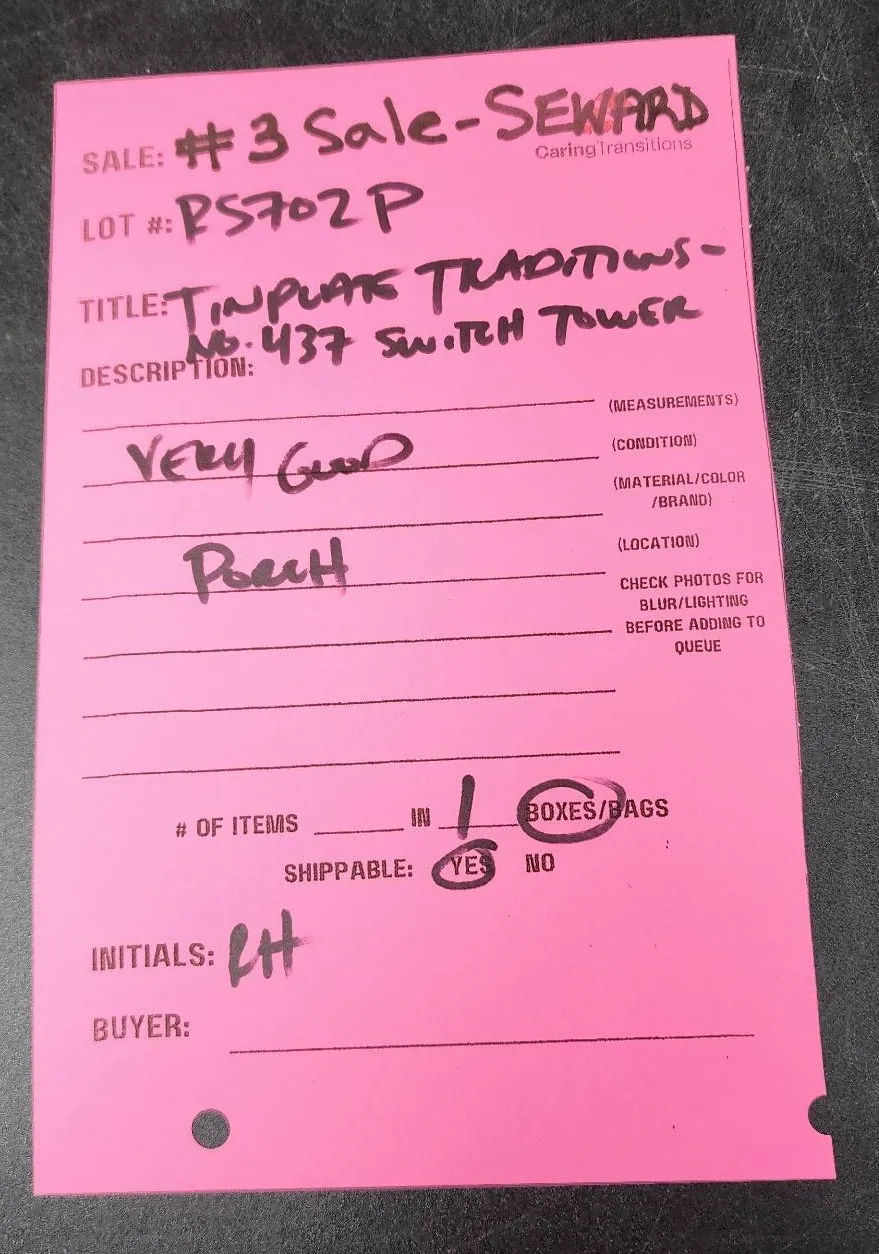 SALE: #3 Sale-SEWARD
CaringTransitions
LOT #: RS702P
TITLE: TINPLATE TRADITIONS-
NO. 437 SWITCH TOWER
DESCRIPTION:
(MEASUREMENTS)
VERY GOOD (CONDITION)
(MATERIAL/COLOR
/BRAND)
PORCH (LOCATION)
CHECK PHOTOS FOR
BLUR/LIGHTING
BEFORE ADDING TO
QUEUE
# OF ITEMS IN 1 BOXES/BAGS
SHIPPABLE: YES NO
INITIALS: RH
BUYER: